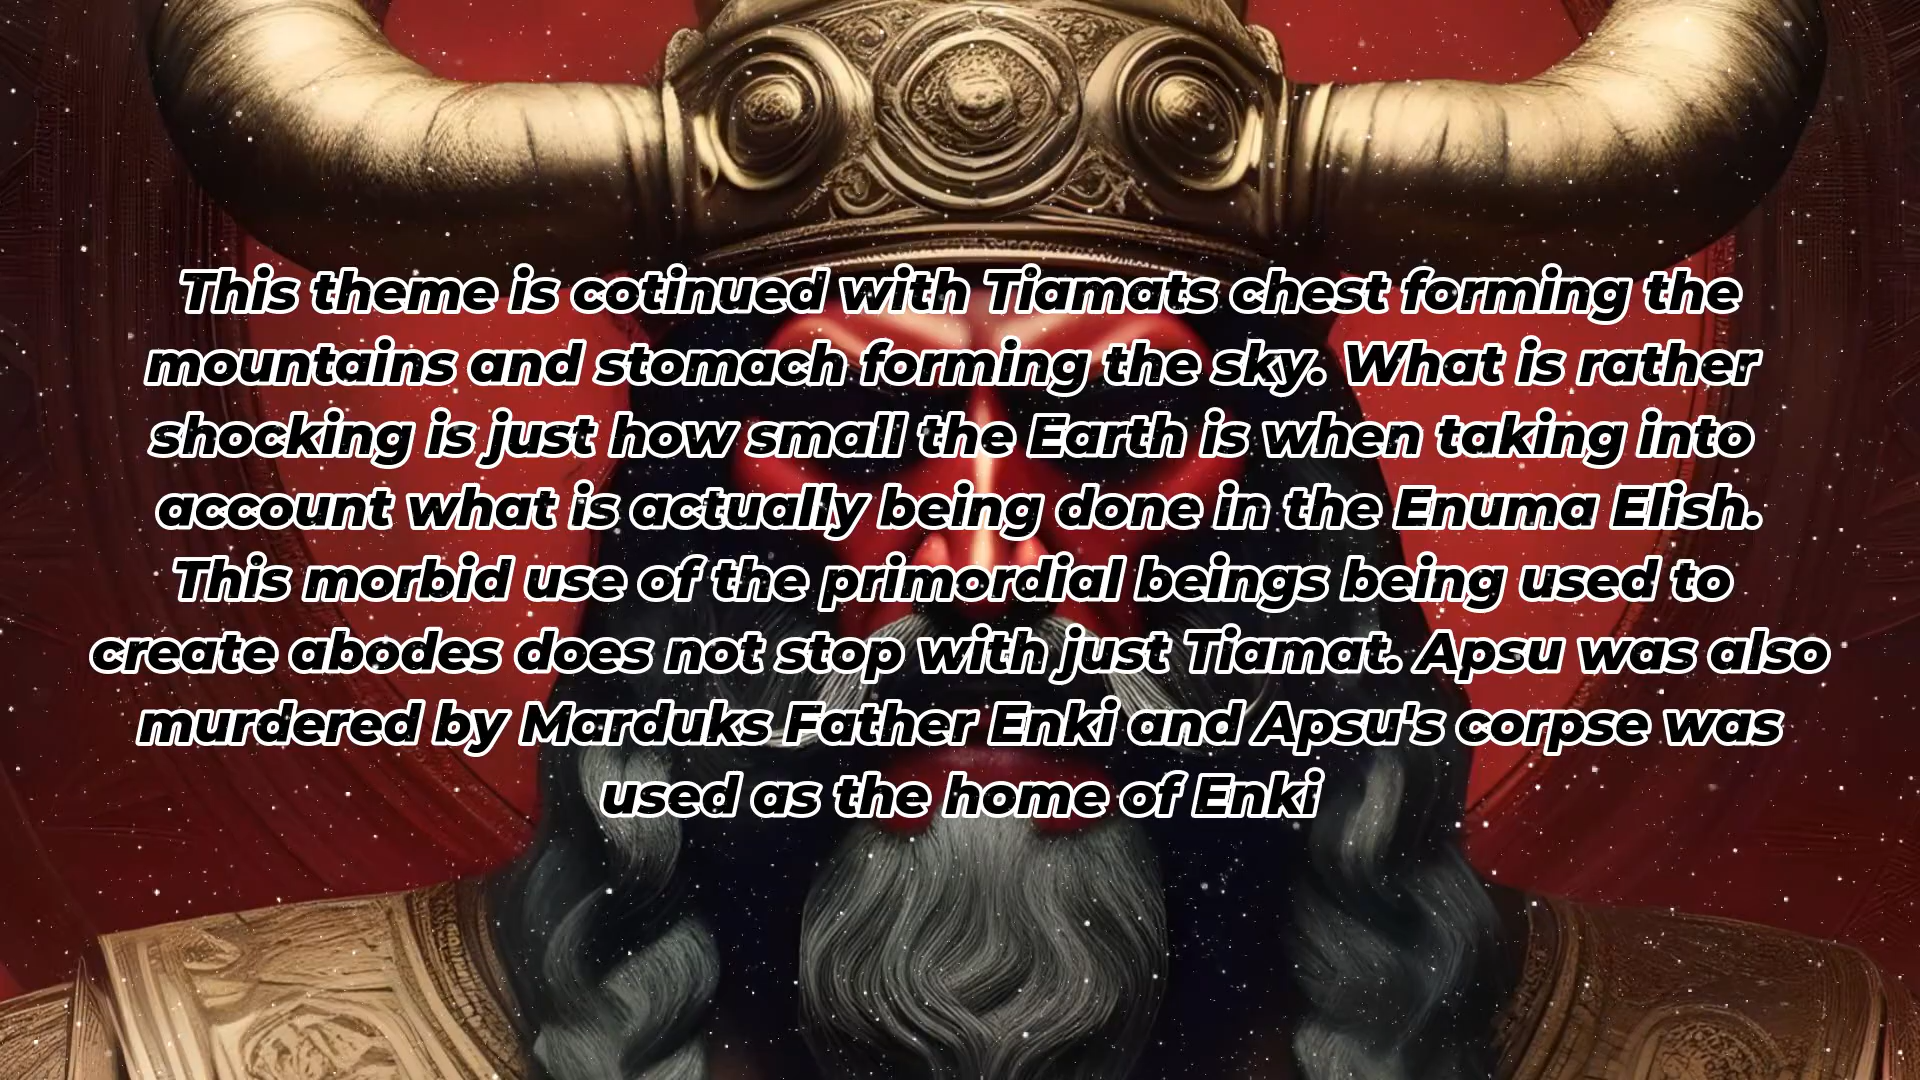 This theme is cotinued with Tiamats chest forming the
mountains and stomach forming the sky. What is rather
shocking is just how small the Earth is when taking into
account what is actually being done in the Enuma Elish.
This morbid use of the primordial beings being used to
create abodes does not stop with just Tiamat. Apsu was also
murdered by Marduks Father Enki and Apsu's corpse was
used as the home of Enki